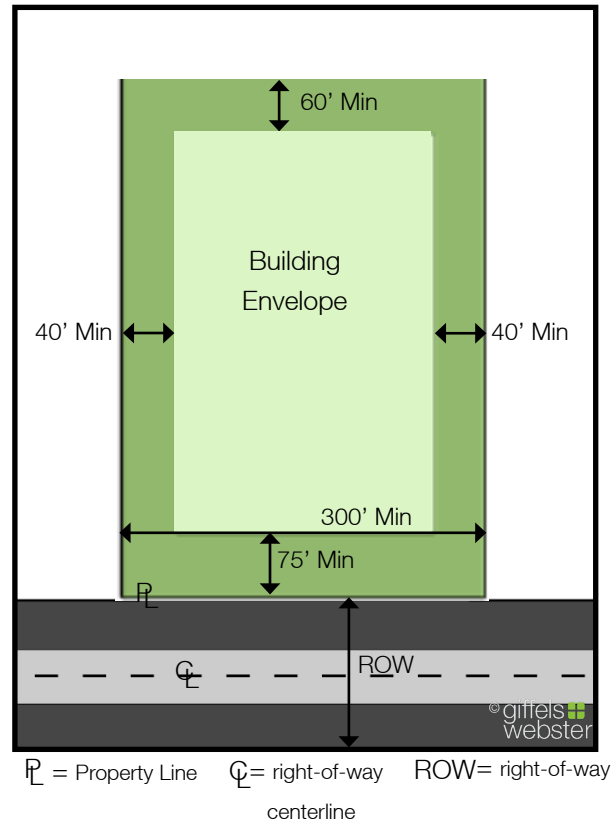 60’ Min
Building
Envelope
40’ Min
40’ Min
300’ Min
75’ Min
PL
CL
ROW
© giffels
webster
PL = Property Line
CL= right-of-way
centerline
ROW= right-of-way